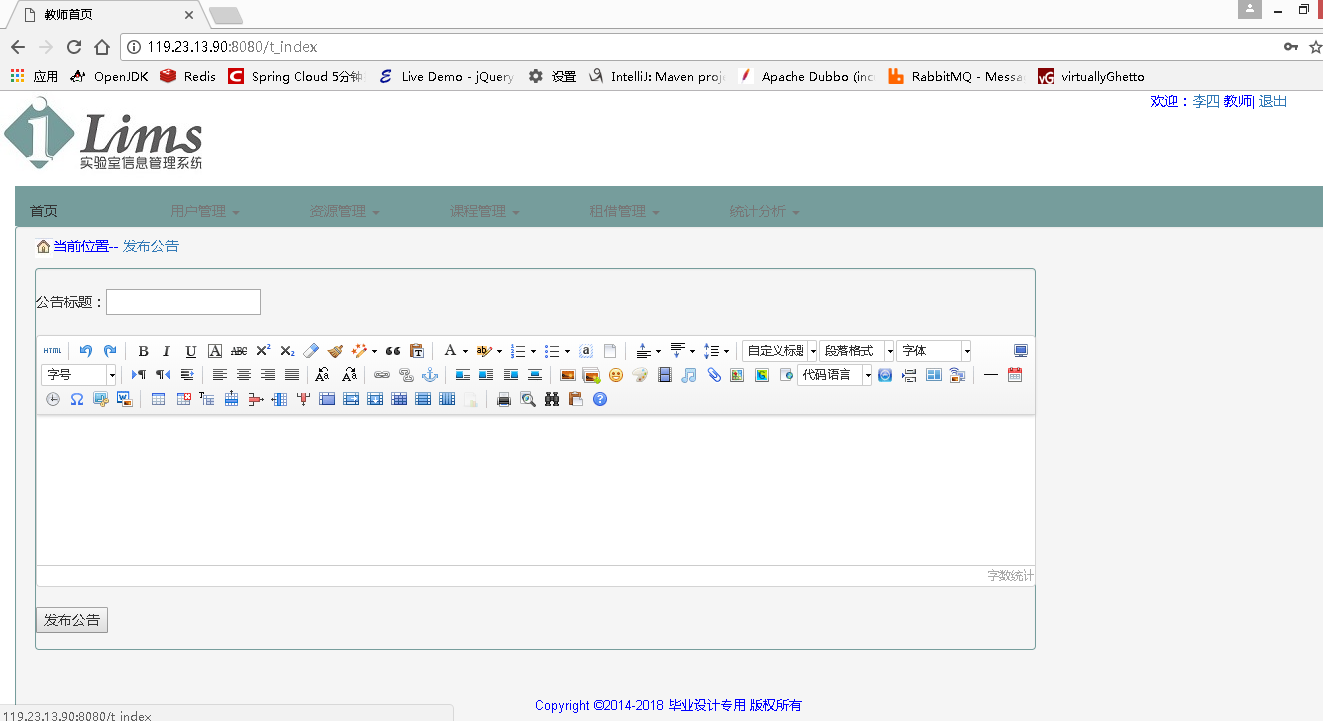 教师首页
119.23.13.90:8080/t_index
应用 OpenJDK Redis Spring Cloud 5分钟 Live Demo - jQuery 设置 IntelliJ: Maven proj Apache Dubbo (inc RabbitMQ - Messa virtuallyGhetto
欢迎：李四 教师| 退出
i Lims
实验室信息管理系统
首页 用户管理 资源管理 课程管理 租借管理 统计分析
当前位置-- 发布公告
公告标题：
HTML B I U A ABC X² X₂ A ab a 自定义标题 段落格式 字体
字号 代码语言
字数统计
发布公告
Copyright ©2014-2018 毕业设计专用 版权所有
119.23.13.90:8080/t_index